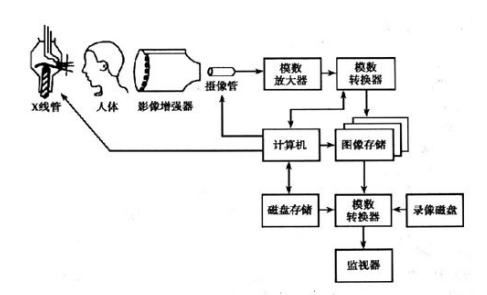 X线管
人体
影像增强器
摄像管
模数
放大器
模数
转换器
计算机
图像存储
磁盘存储
模数
转换器
录像磁盘
监视器